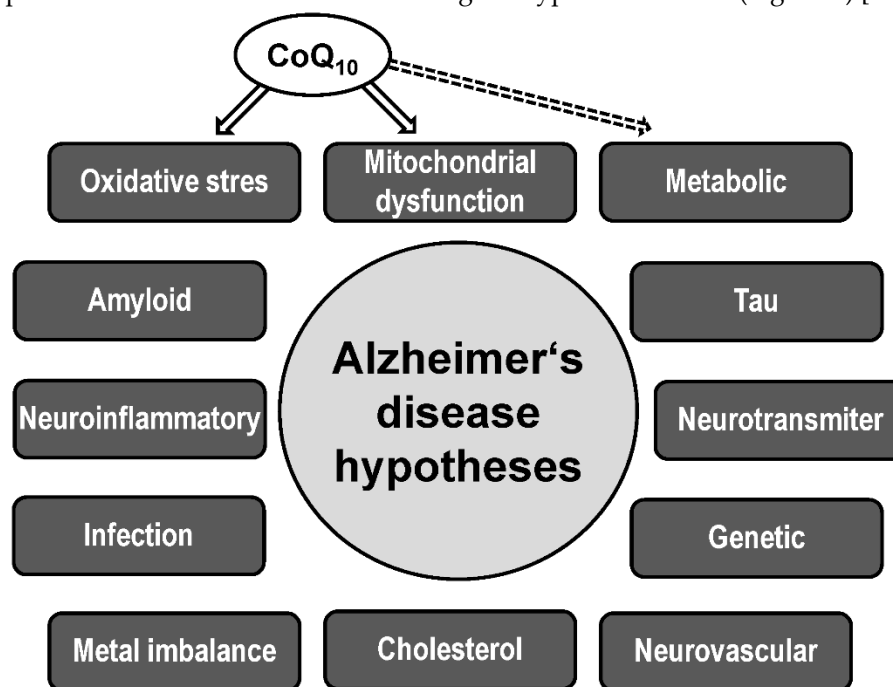 CoQ10
Oxidative stres
Mitochondrial
dysfunction
Metabolic
Amyloid
Tau
Alzheimer‘s
disease
hypotheses
Neuroinflammatory
Neurotransmiter
Infection
Genetic
Metal imbalance
Cholesterol
Neurovascular